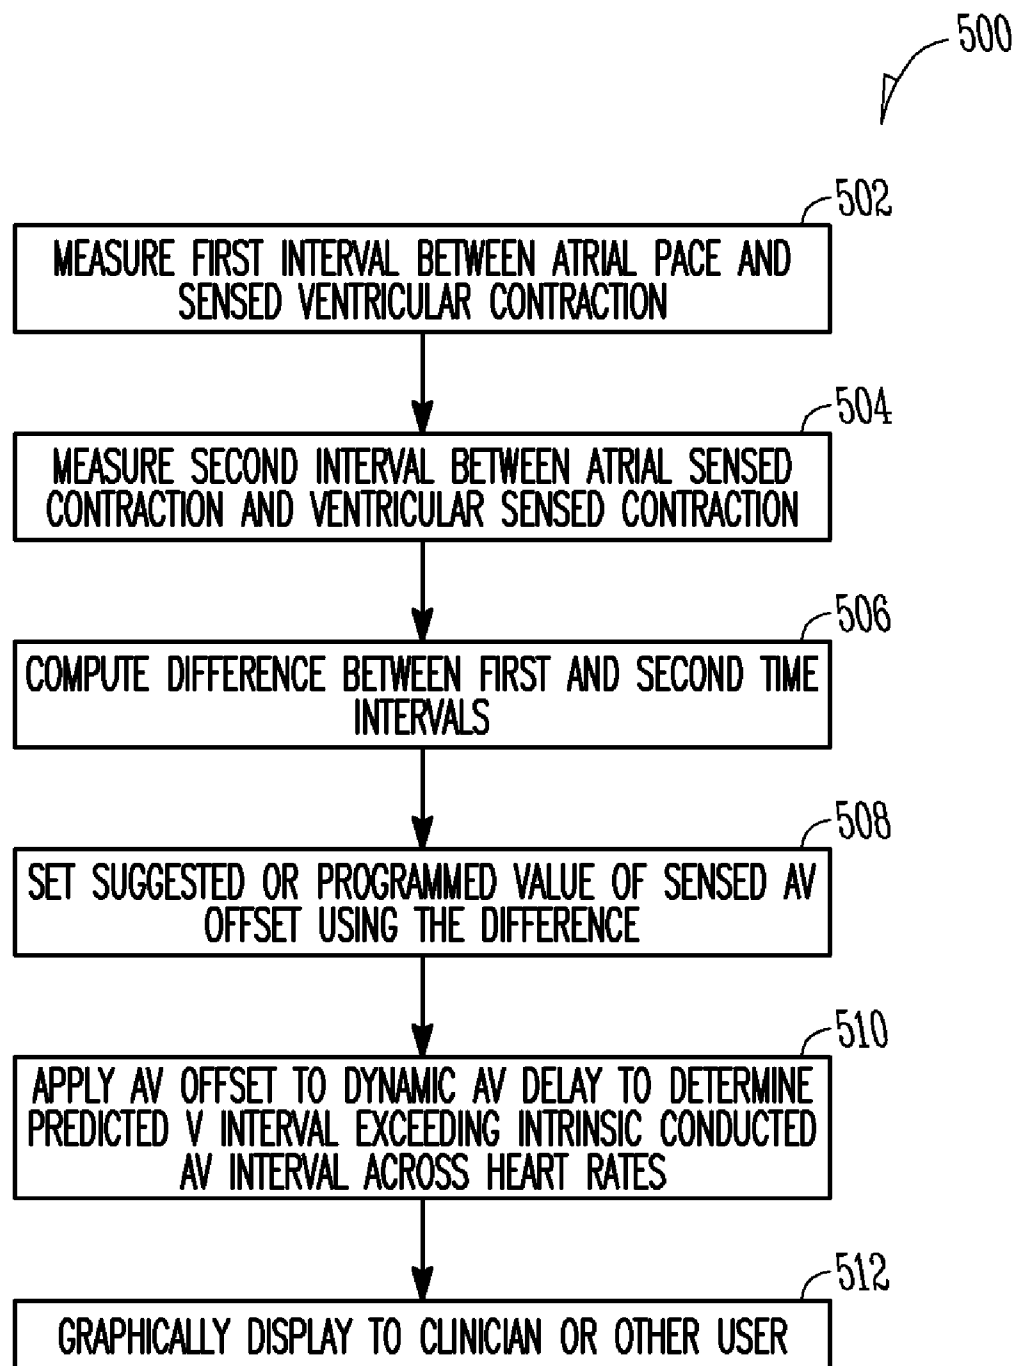 500
502
MEASURE FIRST INTERVAL BETWEEN ATRIAL PACE AND
SENSED VENTRICULAR CONTRACTION
504
MEASURE SECOND INTERVAL BETWEEN ATRIAL SENSED
CONTRACTION AND VENTRICULAR SENSED CONTRACTION
506
COMPUTE DIFFERENCE BETWEEN FIRST AND SECOND TIME
INTERVALS
508
SET SUGGESTED OR PROGRAMMED VALUE OF SENSED AV
OFFSET USING THE DIFFERENCE
510
APPLY AV OFFSET TO DYNAMIC AV DELAY TO DETERMINE
PREDICTED V INTERVAL EXCEEDING INTRINSIC CONDUCTED
AV INTERVAL ACROSS HEART RATES
512
GRAPHICALLY DISPLAY TO CLINICIAN OR OTHER USER